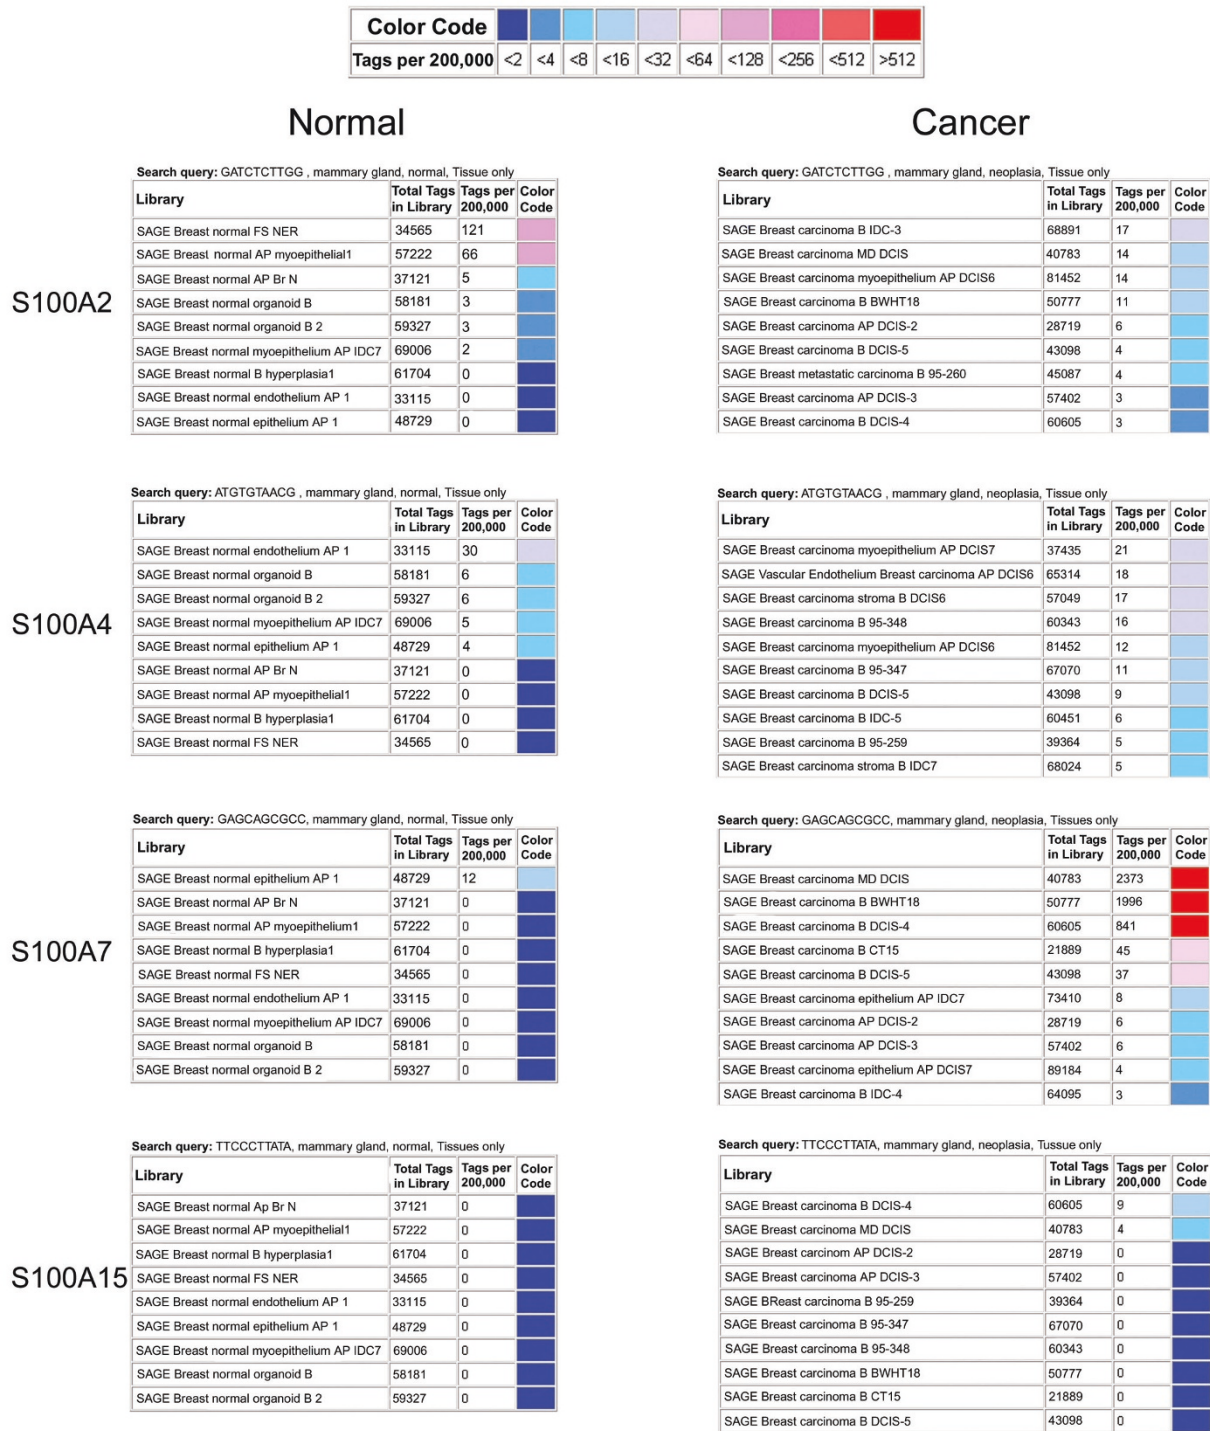 Color Code
Tags per 200,000 <2 <4 <8 <16 <32 <64 <128 <256 <512 >512
Normal
Cancer
S100A2
Search query: GATCTCTTGG , mammary gland, normal, Tissue only
Library Total Tags in Library Tags per 200,000 Color Code
SAGE Breast normal FS NER 34565 121
SAGE Breast normal AP myoepithelial1 57222 66
SAGE Breast normal AP Br N 37121 5
SAGE Breast normal organoid B 58181 3
SAGE Breast normal organoid B 2 59327 3
SAGE Breast normal myoepithelium AP IDC7 69006 2
SAGE Breast normal B hyperplasia1 61704 0
SAGE Breast normal endothelium AP 1 33115 0
SAGE Breast normal epithelium AP 1 48729 0
Search query: GATCTCTTGG , mammary gland, neoplasia, Tissue only
Library Total Tags in Library Tags per 200,000 Color Code
SAGE Breast carcinoma B IDC-3 68891 17
SAGE Breast carcinoma MD DCIS 40783 14
SAGE Breast carcinoma myoepithelium AP DCIS6 81452 14
SAGE Breast carcinoma B BWHT18 50777 11
SAGE Breast carcinoma AP DCIS-2 28719 6
SAGE Breast carcinoma B DCIS-5 43098 4
SAGE Breast metastatic carcinoma B 95-260 45087 4
SAGE Breast carcinoma AP DCIS-3 57402 3
SAGE Breast carcinoma B DCIS-4 60605 3
S100A4
Search query: ATGTGTAACG , mammary gland, normal, Tissue only
Library Total Tags in Library Tags per 200,000 Color Code
SAGE Breast normal endothelium AP 1 33115 30
SAGE Breast normal organoid B 58181 6
SAGE Breast normal organoid B 2 59327 6
SAGE Breast normal myoepithelium AP IDC7 69006 5
SAGE Breast normal epithelium AP 1 48729 4
SAGE Breast normal AP Br N 37121 0
SAGE Breast normal AP myoepithelial1 57222 0
SAGE Breast normal B hyperplasia1 61704 0
SAGE Breast normal FS NER 34565 0
Search query: ATGTGTAACG , mammary gland, neoplasia, Tissue only
Library Total Tags in Library Tags per 200,000 Color Code
SAGE Breast carcinoma myoepithelium AP DCIS7 37435 21
SAGE Vascular Endothelium Breast carcinoma AP DCIS6 65314 18
SAGE Breast carcinoma stroma B DCIS6 57049 17
SAGE Breast carcinoma B 95-348 60343 16
SAGE Breast carcinoma myoepithelium AP DCIS6 81452 12
SAGE Breast carcinoma B 95-347 67070 11
SAGE Breast carcinoma B DCIS-5 43098 9
SAGE Breast carcinoma B IDC-5 60451 6
SAGE Breast carcinoma B 95-259 39364 5
SAGE Breast carcinoma stroma B IDC7 68024 5
S100A7
Search query: GAGCAGCGCC, mammary gland, normal, Tissue only
Library Total Tags in Library Tags per 200,000 Color Code
SAGE Breast normal epithelium AP 1 48729 12
SAGE Breast normal AP Br N 37121 0
SAGE Breast normal AP myoepithelium1 57222 0
SAGE Breast normal B hyperplasia1 61704 0
SAGE Breast normal FS NER 34565 0
SAGE Breast normal endothelium AP 1 33115 0
SAGE Breast normal myoepithelium AP IDC7 69006 0
SAGE Breast normal organoid B 58181 0
SAGE Breast normal organoid B 2 59327 0
Search query: GAGCAGCGCC, mammary gland, neoplasia, Tissues only
Library Total Tags in Library Tags per 200,000 Color Code
SAGE Breast carcinoma MD DCIS 40783 2373
SAGE Breast carcinoma B BWHT18 50777 1996
SAGE Breast carcinoma B DCIS-4 60605 841
SAGE Breast carcinoma B CT15 21889 45
SAGE Breast carcinoma B DCIS-5 43098 37
SAGE Breast carcinoma epithelium AP IDC7 73410 8
SAGE Breast carcinoma AP DCIS-2 28719 6
SAGE Breast carcinoma AP DCIS-3 57402 6
SAGE Breast carcinoma epithelium AP DCIS7 89184 4
SAGE Breast carcinoma B IDC-4 64095 3
S100A15
Search query: TTCCCTTATA, mammary gland, normal, Tissues only
Library Total Tags in Library Tags per 200,000 Color Code
SAGE Breast normal Ap Br N 37121 0
SAGE Breast normal AP myoepithelial1 57222 0
SAGE Breast normal B hyperplasia1 61704 0
SAGE Breast normal FS NER 34565 0
SAGE Breast normal endothelium AP 1 33115 0
SAGE Breast normal epithelium AP 1 48729 0
SAGE Breast normal myoepithelium AP IDC7 69006 0
SAGE Breast normal organoid B 58181 0
SAGE Breast normal organoid B 2 59327 0
Search query: TTCCCTTATA, mammary gland, neoplasia, Tussue only
Library Total Tags in Library Tags per 200,000 Color Code
SAGE Breast carcinoma B DCIS-4 60605 9
SAGE Breast carcinoma MD DCIS 40783 4
SAGE Breast carcinom AP DCIS-2 28719 0
SAGE Breast carcinoma AP DCIS-3 57402 0
SAGE BReast carcinoma B 95-259 39364 0
SAGE Breast carcinoma B 95-347 67070 0
SAGE Breast carcinoma B 95-348 60343 0
SAGE Breast carcinoma B BWHT18 50777 0
SAGE Breast carcinoma B CT15 21889 0
SAGE Breast carcinoma B DCIS-5 43098 0